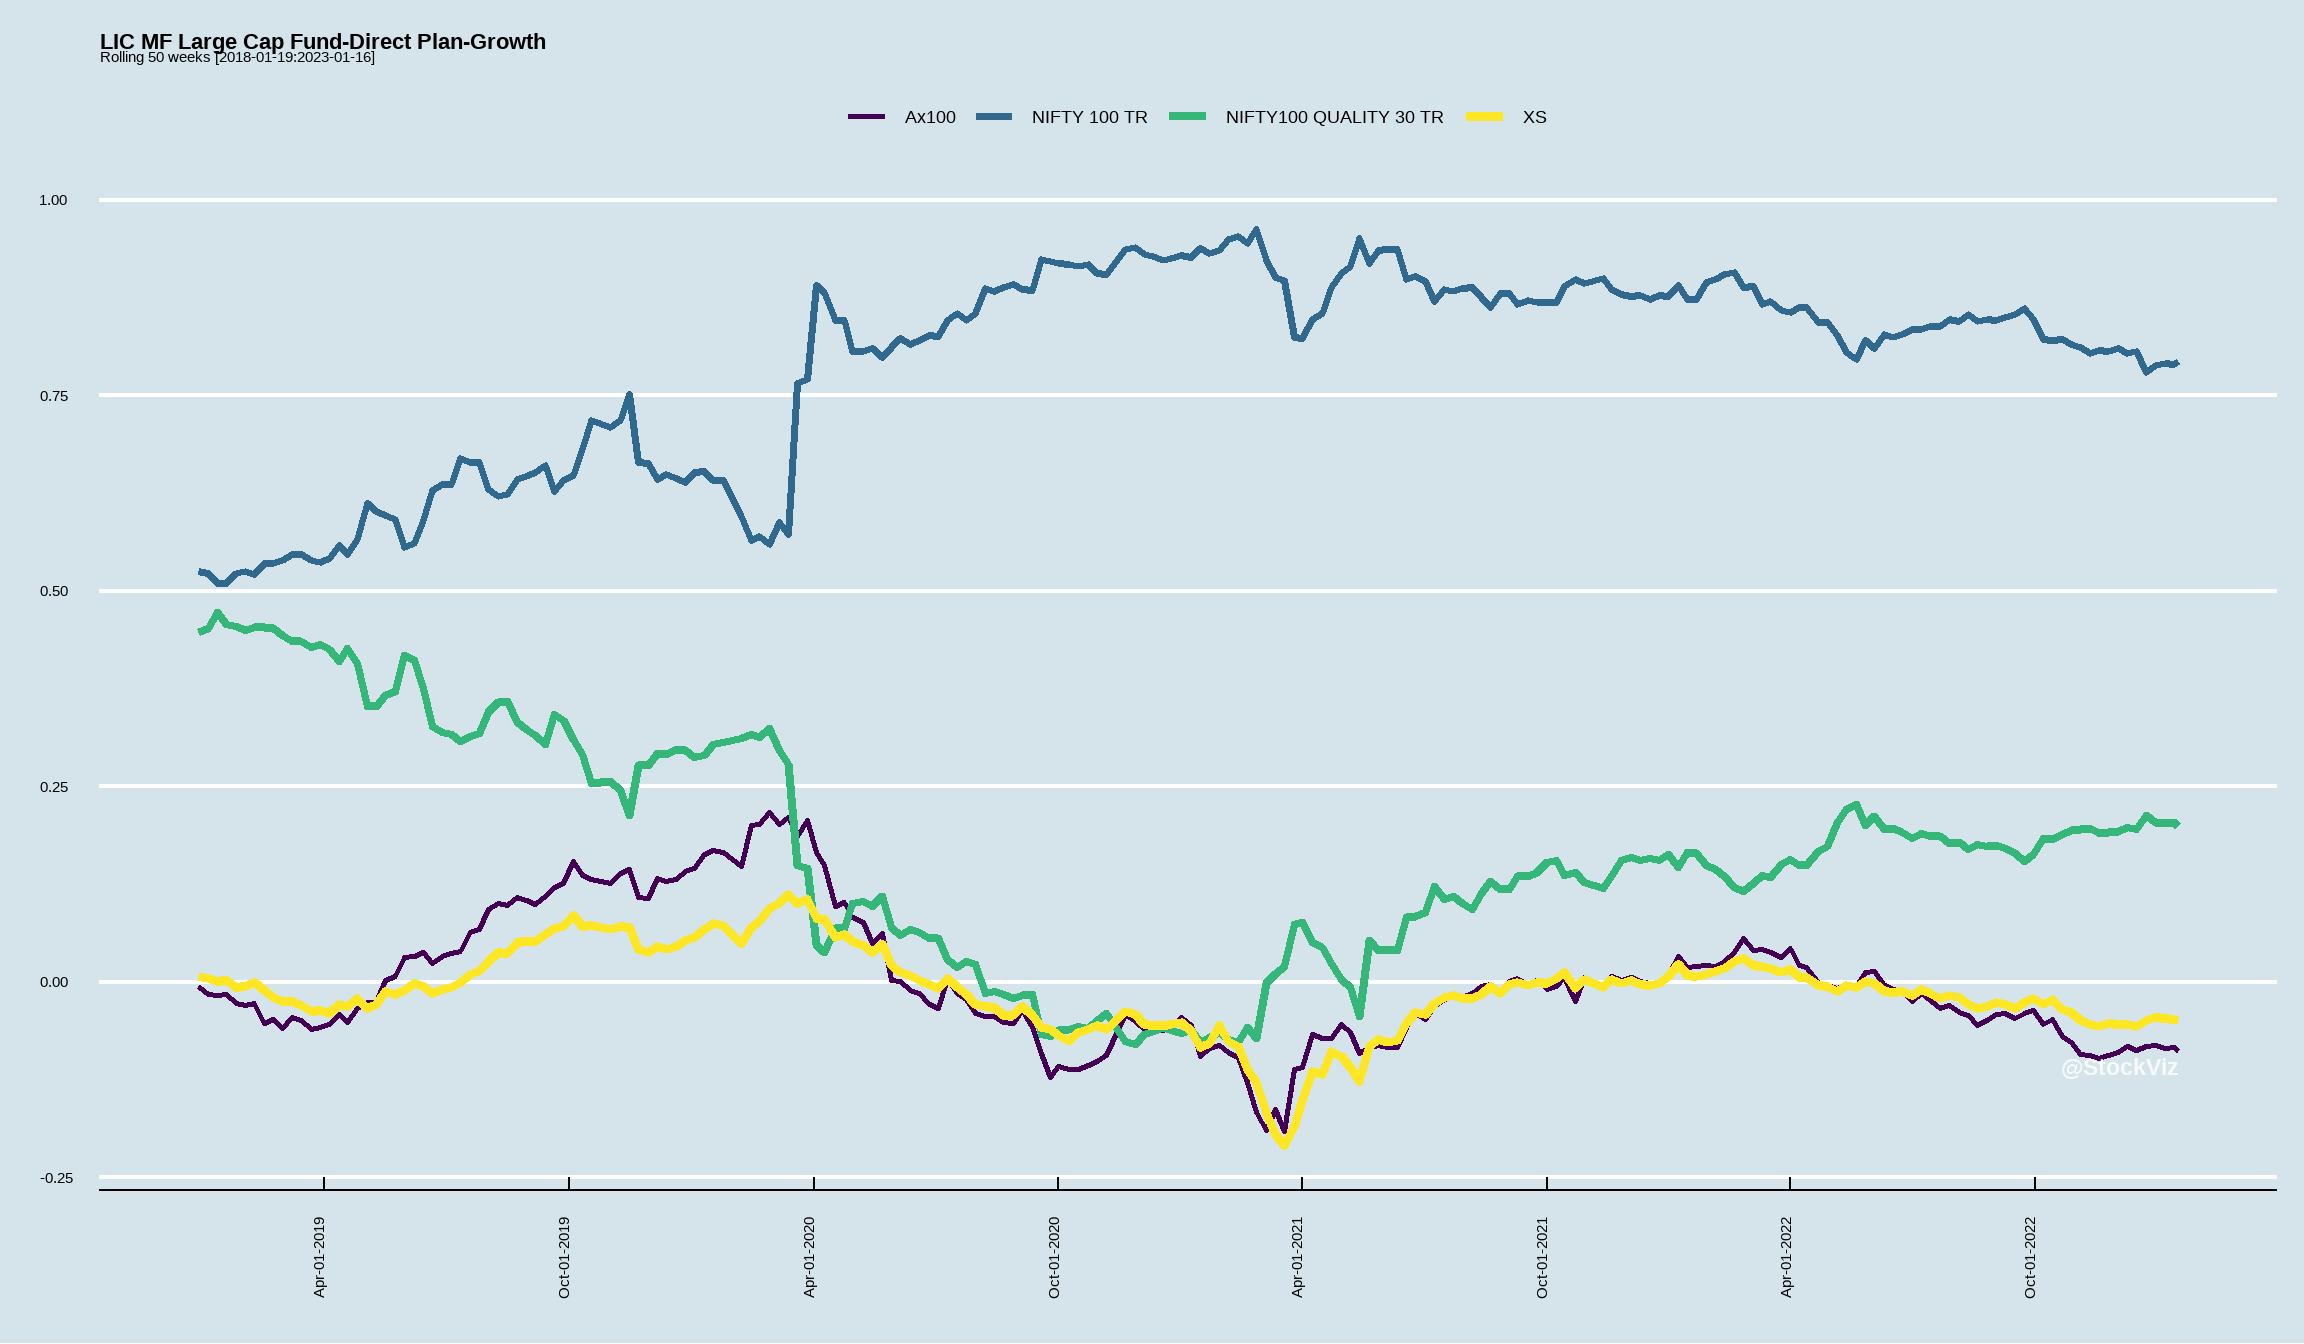 LIC MF Large Cap Fund-Direct Plan-Growth
Rolling 50 weeks [2018-01-19:2023-01-16]
Ax100 NIFTY 100 TR NIFTY100 QUALITY 30 TR XS
1.00
0.75
0.50
0.25
0.00
@StockViz
-0.25
Apr-01-2019 Oct-01-2019 Apr-01-2020 Oct-01-2020 Apr-01-2021 Oct-01-2021 Apr-01-2022 Oct-01-2022